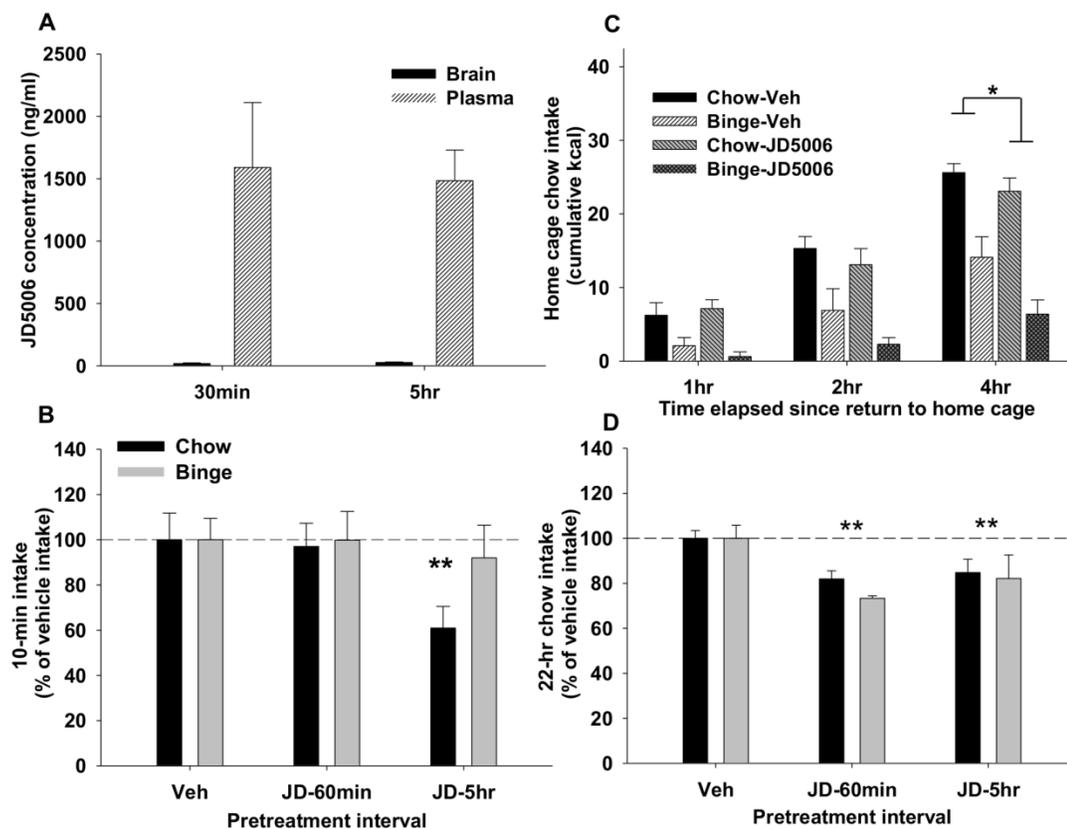 A
JD5006 concentration (ng/ml)
2500
2000
1500
1000
500
0
Brain
Plasma
30min
5hr
C
Home cage chow intake
(cumulative kcal)
40
30
20
10
0
Chow-Veh
Binge-Veh
Chow-JD5006
Binge-JD5006
*
1hr
2hr
4hr
Time elapsed since return to home cage
B
10-min intake
(% of vehicle intake)
140
120
100
80
60
40
20
0
Chow
Binge
**
Veh
JD-60min
JD-5hr
Pretreatment interval
D
22-hr chow intake
(% of vehicle intake)
140
120
100
80
60
40
20
0
**
**
Veh
JD-60min
JD-5hr
Pretreatment interval